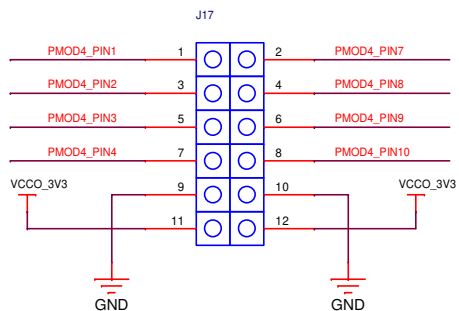 J17
PMOD4_PIN1 1 2 PMOD4_PIN7
PMOD4_PIN2 3 4 PMOD4_PIN8
PMOD4_PIN3 5 6 PMOD4_PIN9
PMOD4_PIN4 7 8 PMOD4_PIN10
VCCO_3V3 9 10 VCCO_3V3
11 12
GND GND